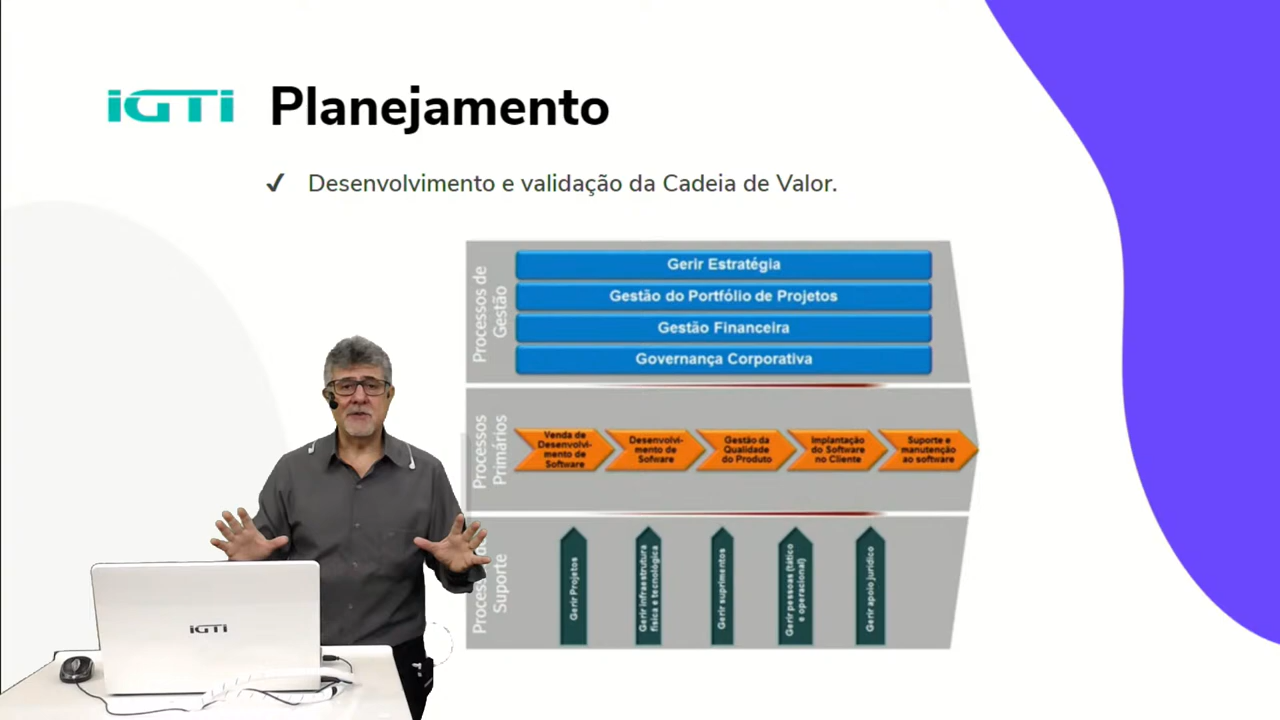 iGTi
Planejamento
✓ Desenvolvimento e validação da Cadeia de Valor.
Processos de
Gestão
Gerir Estratégia
Gestão do Portfólio de Projetos
Gestão Financeira
Governança Corporativa
Processos
Primários
Venda de
Desenvolvi-
mento de
Software
Desenvolvi-
mento de
Sofware
Gestão da
Qualidade
do Produto
Implantação
do Software
no Cliente
Suporte e
manutenção
ao software
Suporte
Gerir Projetos
Gerir infraestrutura
física e tecnológica
Gerir suprimentos
Gerir pessoas (tático
e operacional)
Gerir apoio jurídico
iGTi